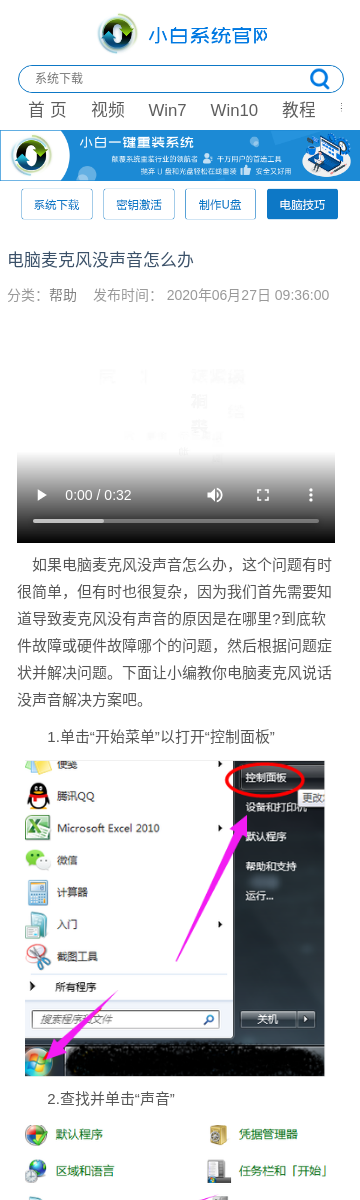 小白系统官网
系统下载
首 页 视频 Win7 Win10 教程
小白一键重装系统
颠覆系统重装行业的领航者 千万用户的首选工具
抛弃 U 盘和光盘轻松在线重装 安全又好用
系统下载 密钥激活 制作U盘 电脑技巧
电脑麦克风没声音怎么办
分类：帮助 发布时间： 2020年06月27日 09:36:00
0:00 / 0:32
如果电脑麦克风没声音怎么办，这个问题有时
很简单，但有时也很复杂，因为我们首先需要知
道导致麦克风没有声音的原因是在哪里?到底软
件故障或硬件故障哪个的问题，然后根据问题症
状并解决问题。下面让小编教你电脑麦克风说话
没声音解决方案吧。
1.单击“开始菜单”以打开“控制面板”
便笺
控制面板
腾讯QQ
更改
设备和打印机
Microsoft Excel 2010
默认程序
微信
帮助和支持
计算器
运行...
入门
截图工具
所有程序
搜索程序和文件
关机
2.查找并单击“声音”
默认程序 凭据管理器
区域和语言 任务栏和「开始」